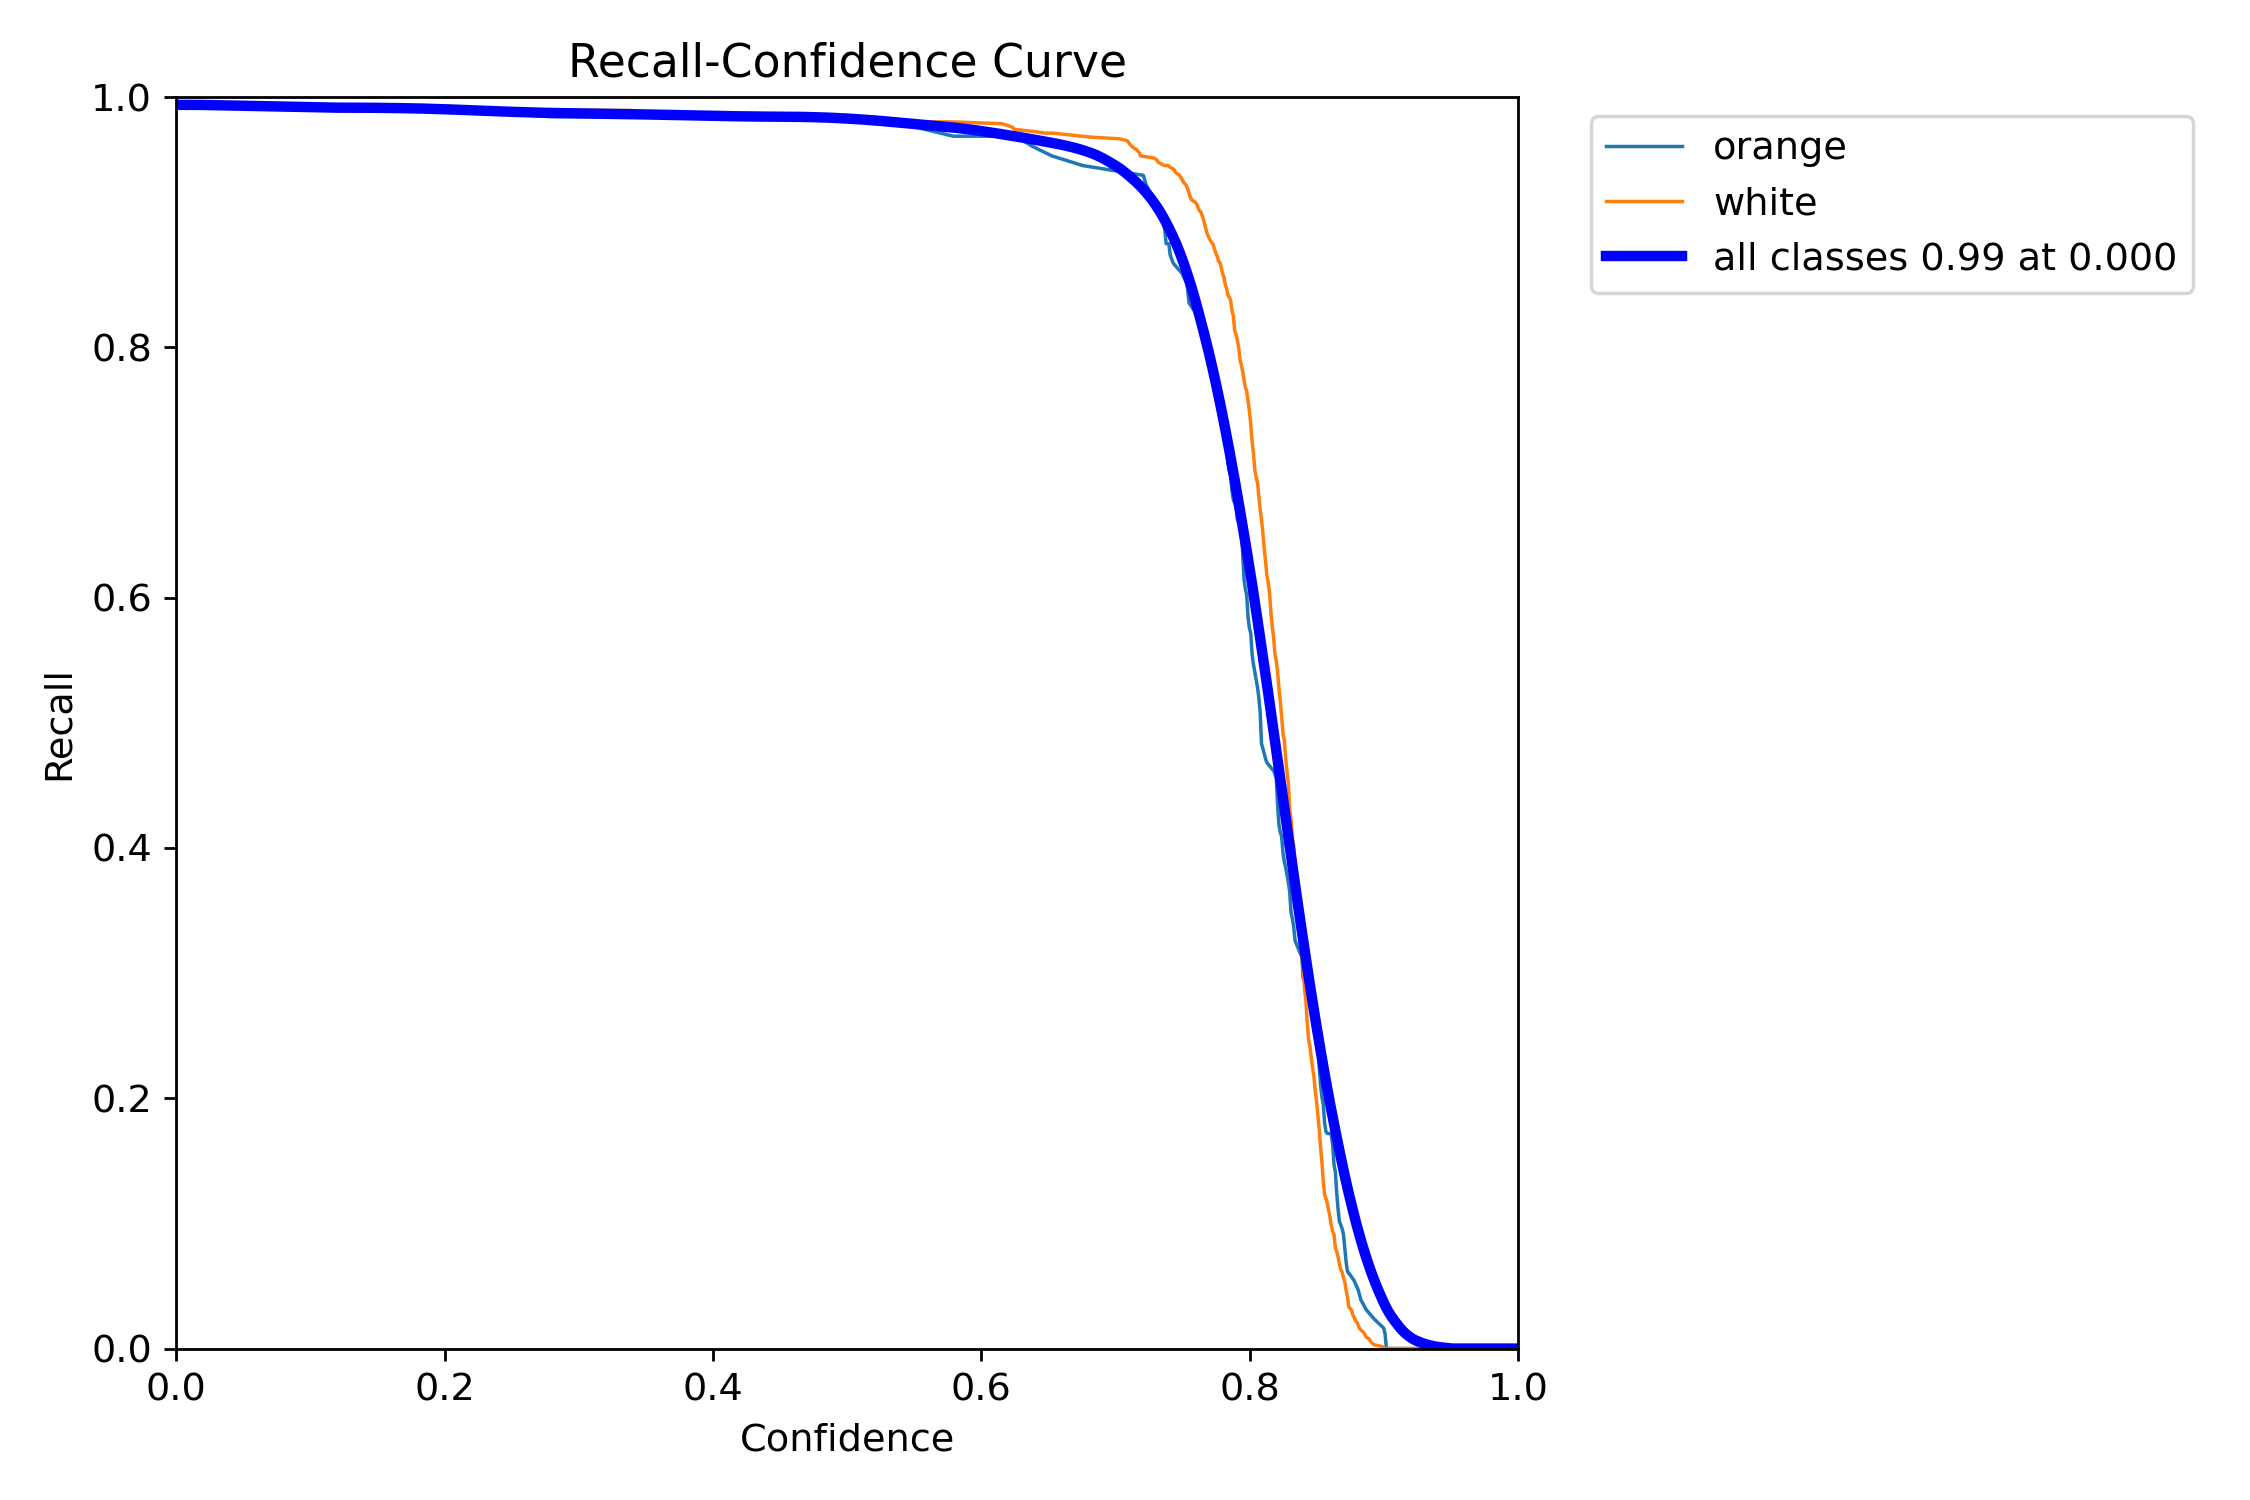 Recall-Confidence Curve
orange
white
all classes 0.99 at 0.000
1.0
0.8
0.6
0.4
0.2
0.0
Recall
0.0 0.2 0.4 0.6 0.8 1.0
Confidence